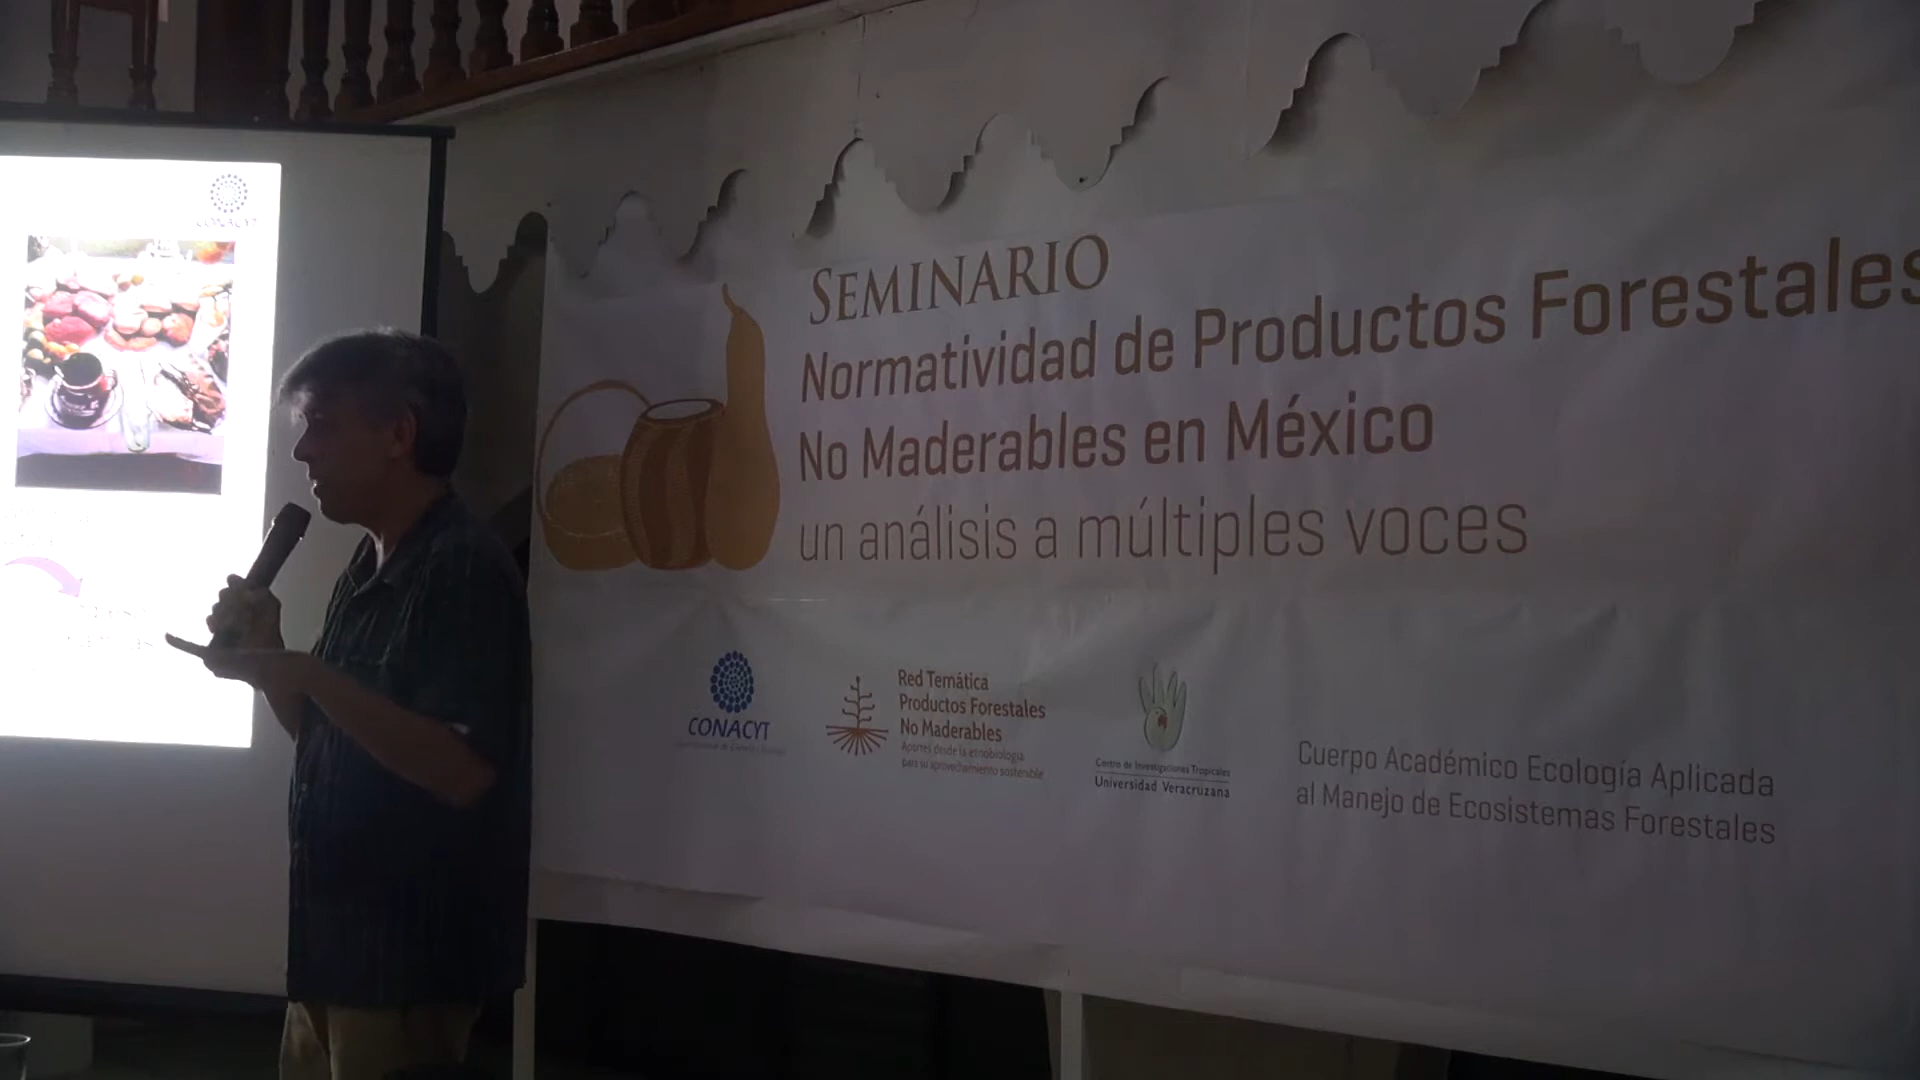 CONACYT
SEMINARIO
Normatividad de Productos Forestales
No Maderables en México
un análisis a múltiples voces
CONACYT
Red Temática
Productos Forestales
No Maderables
Aportes desde la etnobiología
para su aprovechamiento sostenible
Centro de Investigaciones Tropicales
Universidad Veracruzana
Cuerpo Académico Ecología Aplicada
al Manejo de Ecosistemas Forestales